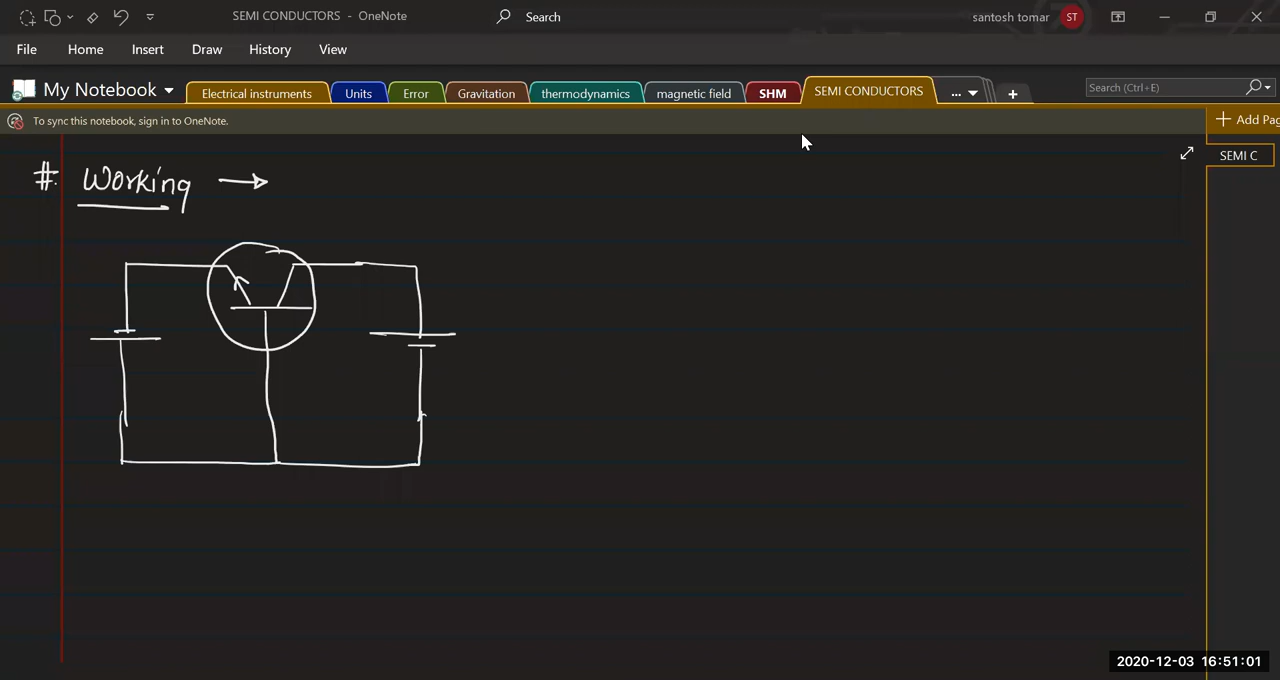 SEMI CONDUCTORS - OneNote
Search
santosh tomar
ST
File Home Insert Draw History View
My Notebook
Electrical instruments
Units
Error
Gravitation
thermodynamics
magnetic field
SHM
SEMI CONDUCTORS
...
+
Search (Ctrl+E)
To sync this notebook, sign in to OneNote.
+ Add Pag
SEMI C
# Working →
2020-12-03 16:51:01